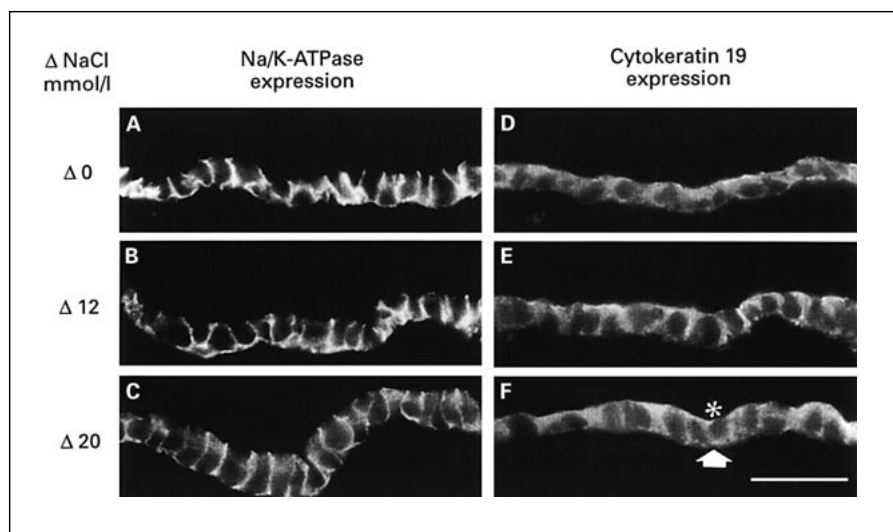 Δ NaCl
mmol/l
Na/K-ATPase
expression
Cytokeratin 19
expression
Δ 0
A
D
Δ 12
B
E
Δ 20
C
F
*